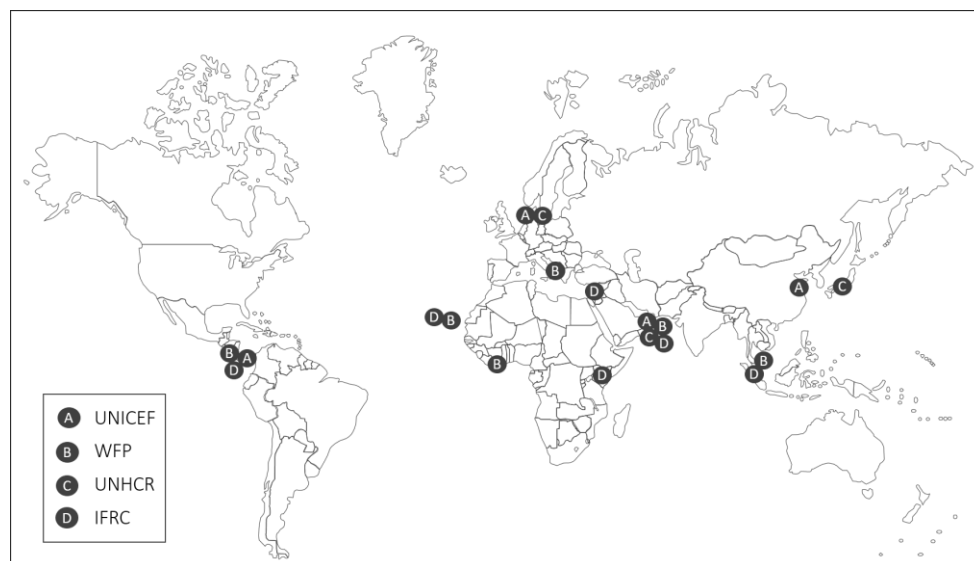 A C
B
A C
D
D B
A B
C D
B A
D
B
D
B
D
A UNICEF
B WFP
C UNHCR
D IFRC